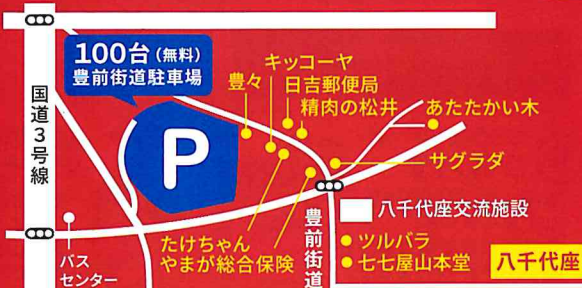 100台(無料)
豊前街道駐車場
国道3号線
P
豊々
キッコーヤ
日吉郵便局
精肉の松井
あたたかい木
サグラダ
たけちゃん
やまが総合保険
バス
センター
豊前街道
八千代座交流施設
ツルバラ
七七屋山本堂
八千代座